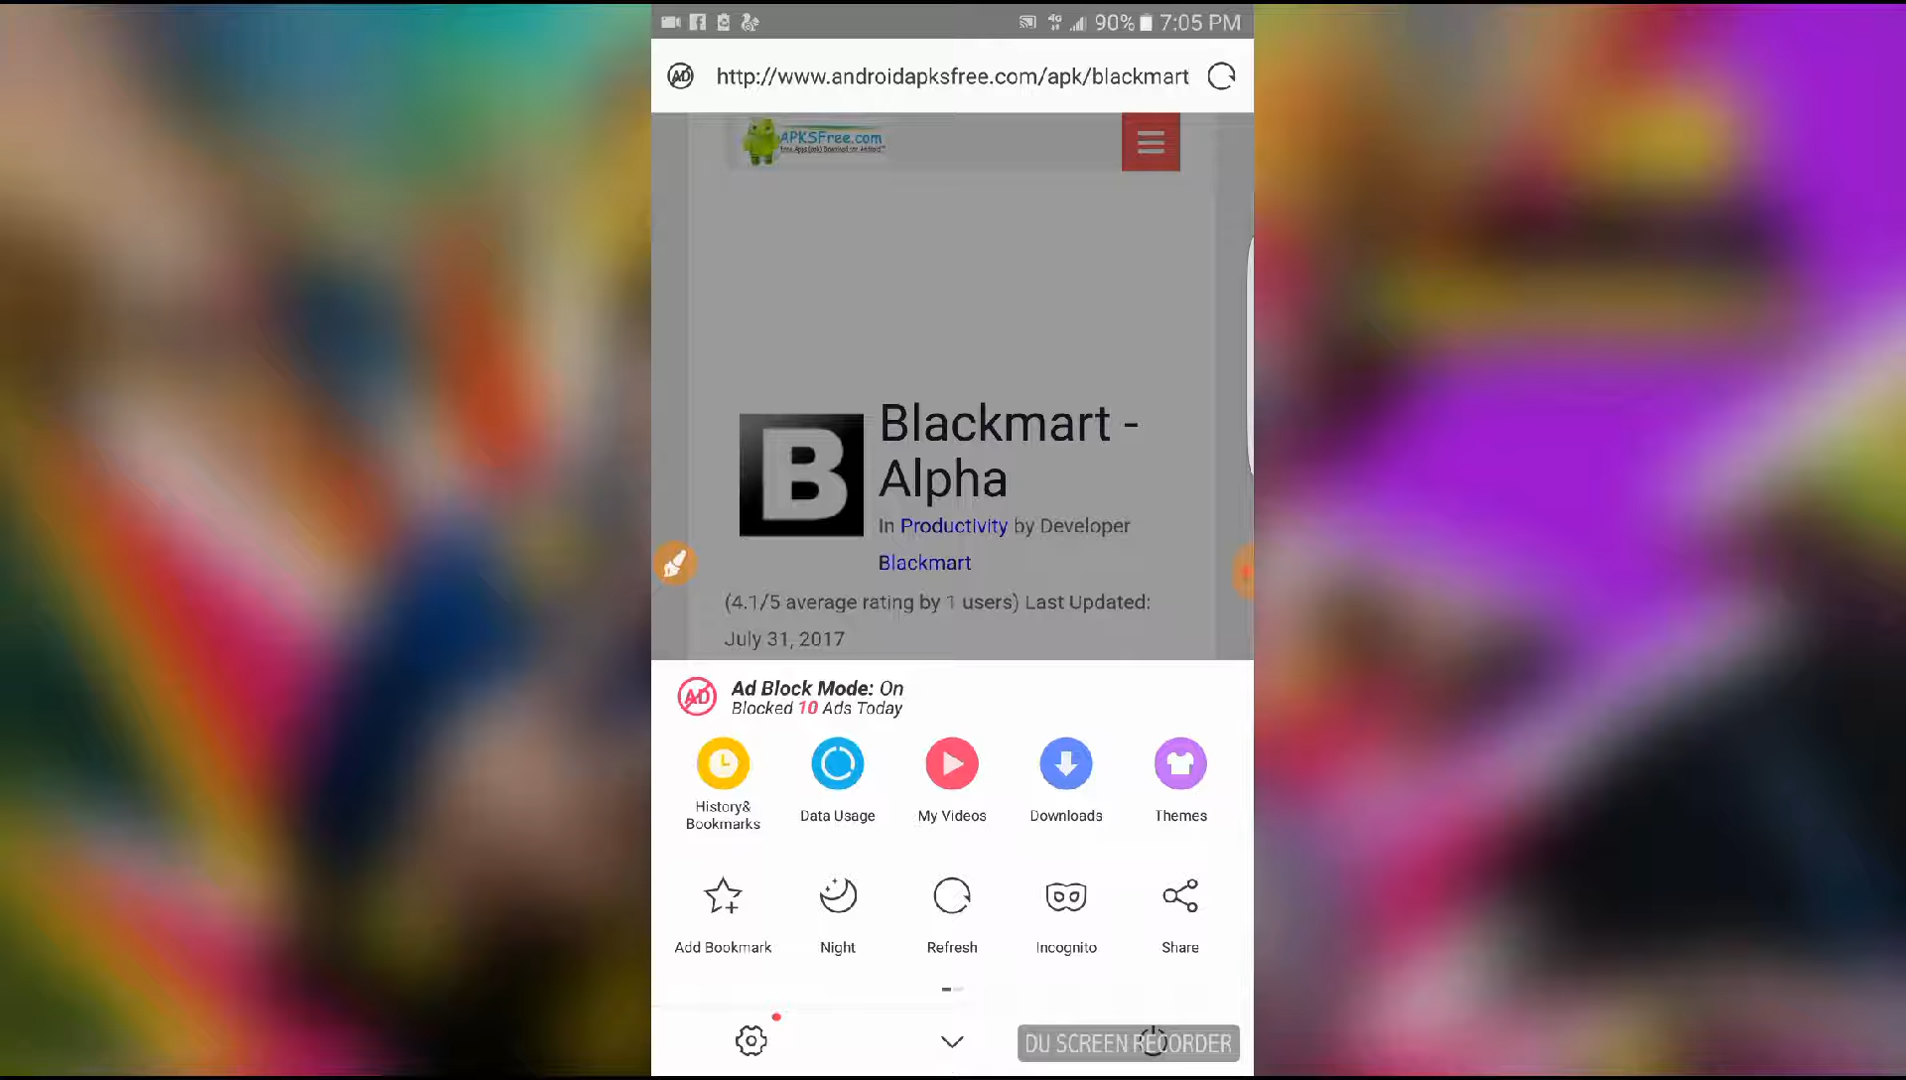 90% 7:05 PM
AD http://www.androidapksfree.com/apk/blackmart
APKSFree.com
B
Blackmart -
Alpha
In Productivity by Developer
Blackmart
(4.1/5 average rating by 1 users) Last Updated:
July 31, 2017
AD Ad Block Mode: On
Blocked 10 Ads Today
History&
Bookmarks
Data Usage
My Videos
Downloads
Themes
Add Bookmark
Night
Refresh
Incognito
Share
DU SCREEN RECORDER